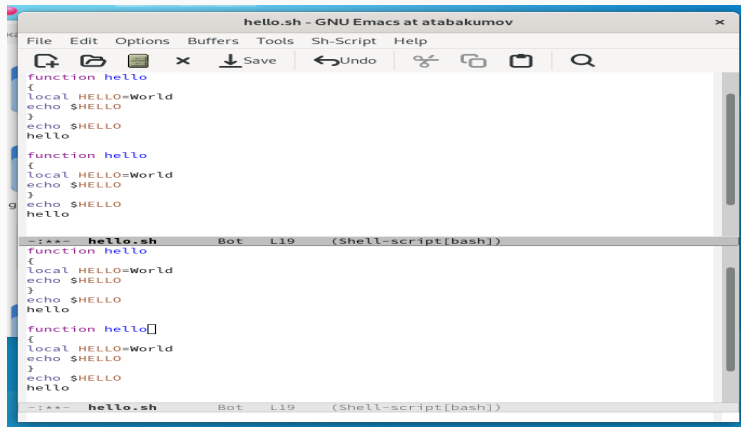 hello.sh - GNU Emacs at atabakumov
File Edit Options Buffers Tools Sh-Script Help
Save Undo
function hello
{
local HELLO=World
echo $HELLO
}
echo $HELLO
hello
function hello
{
local HELLO=World
echo $HELLO
}
echo $HELLO
hello
-:**- hello.sh Bot L19 (Shell-script[bash])
function hello
{
local HELLO=World
echo $HELLO
}
echo $HELLO
hello
function hello
{
local HELLO=World
echo $HELLO
}
echo $HELLO
hello
-:**- hello.sh Bot L19 (Shell-script[bash])